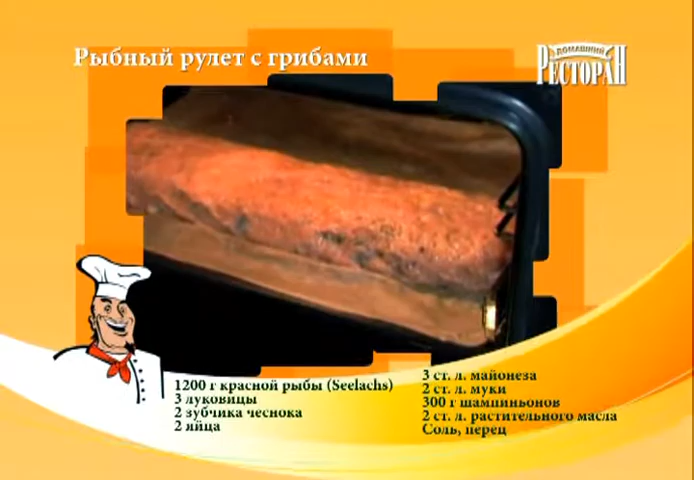 Рыбный рулет с грибами
ДОМАШНИЙ
РЕСТОРАН
1200 г красной рыбы (Seelachs)
3 луковицы
2 зубчика чеснока
2 яйца
3 ст. л. майонеза
2 ст. л. муки
300 г шампиньонов
2 ст. л. растительного масла
Соль, перец